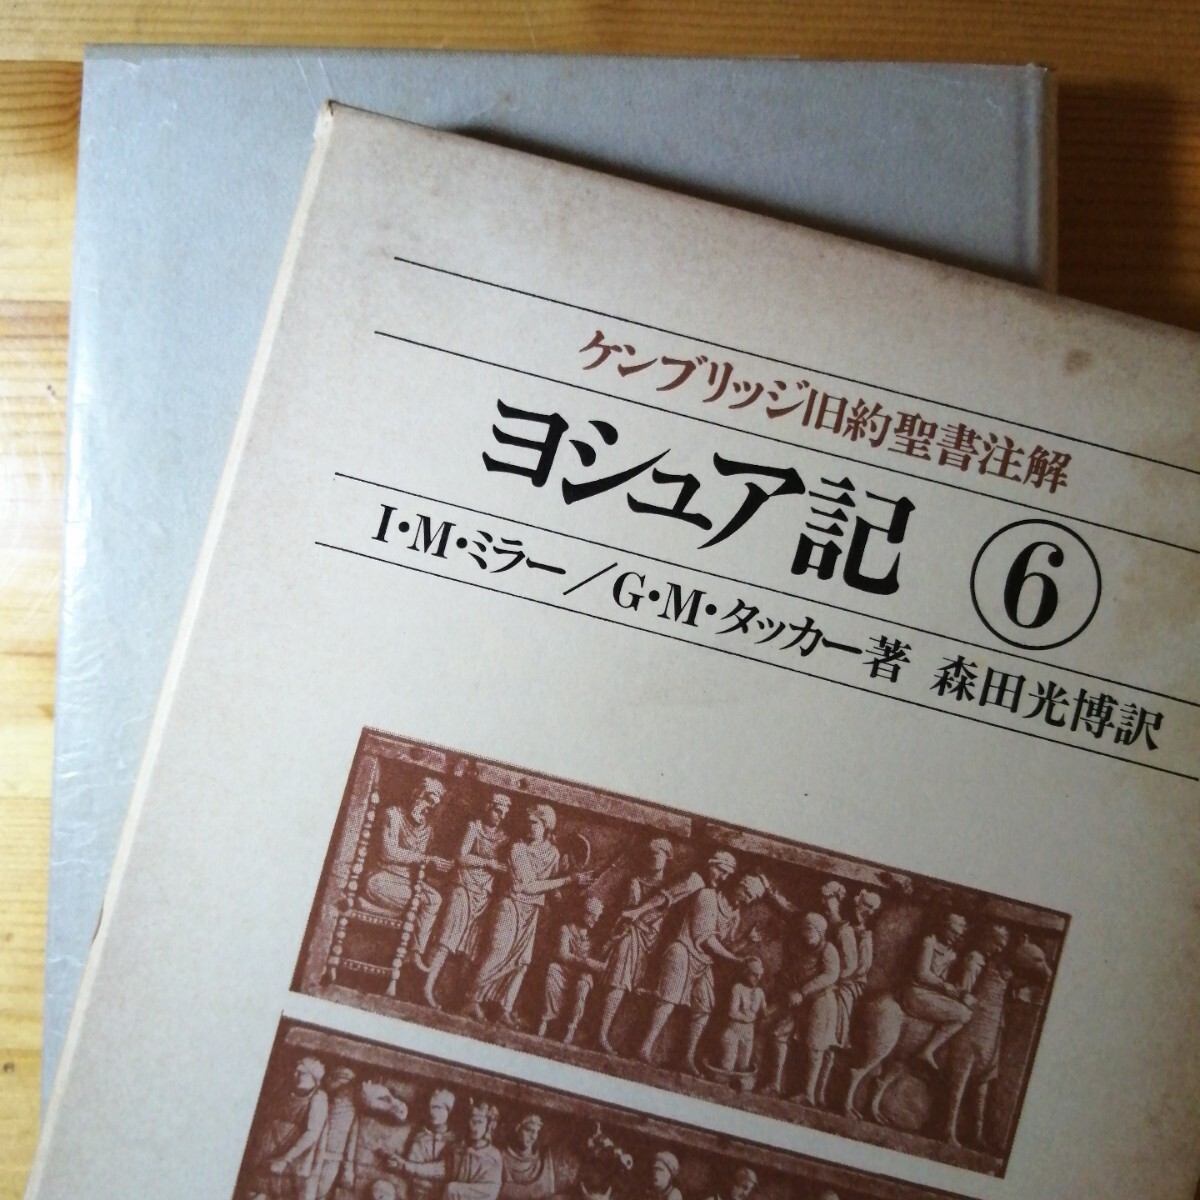 ケンブリッジ旧約聖書注解
ヨシュア記 ⑥
I・M・ミラー/G・M・タッカー著 森田光博訳